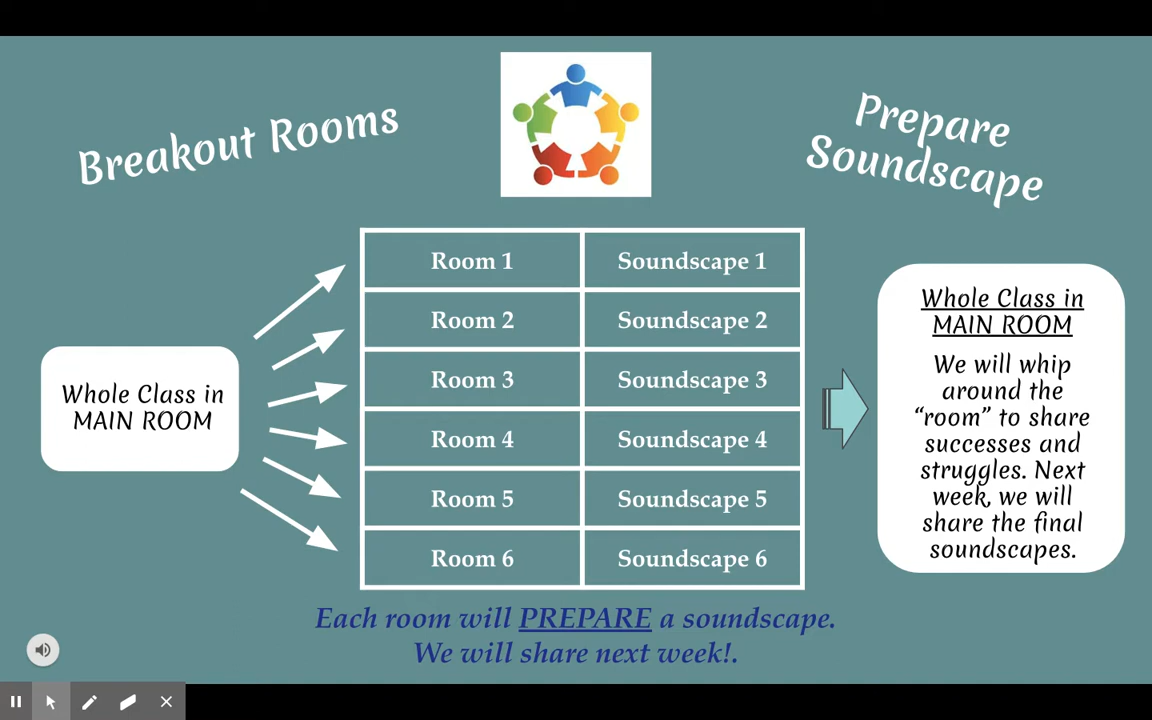 Breakout Rooms
Prepare
Soundscape
Whole Class in
MAIN ROOM
Room 1 Soundscape 1
Room 2 Soundscape 2
Room 3 Soundscape 3
Room 4 Soundscape 4
Room 5 Soundscape 5
Room 6 Soundscape 6
Whole Class in
MAIN ROOM
We will whip
around the
“room” to share
successes and
struggles. Next
week, we will
share the final
soundscapes.
Each room will PREPARE a soundscape.
We will share next week!.